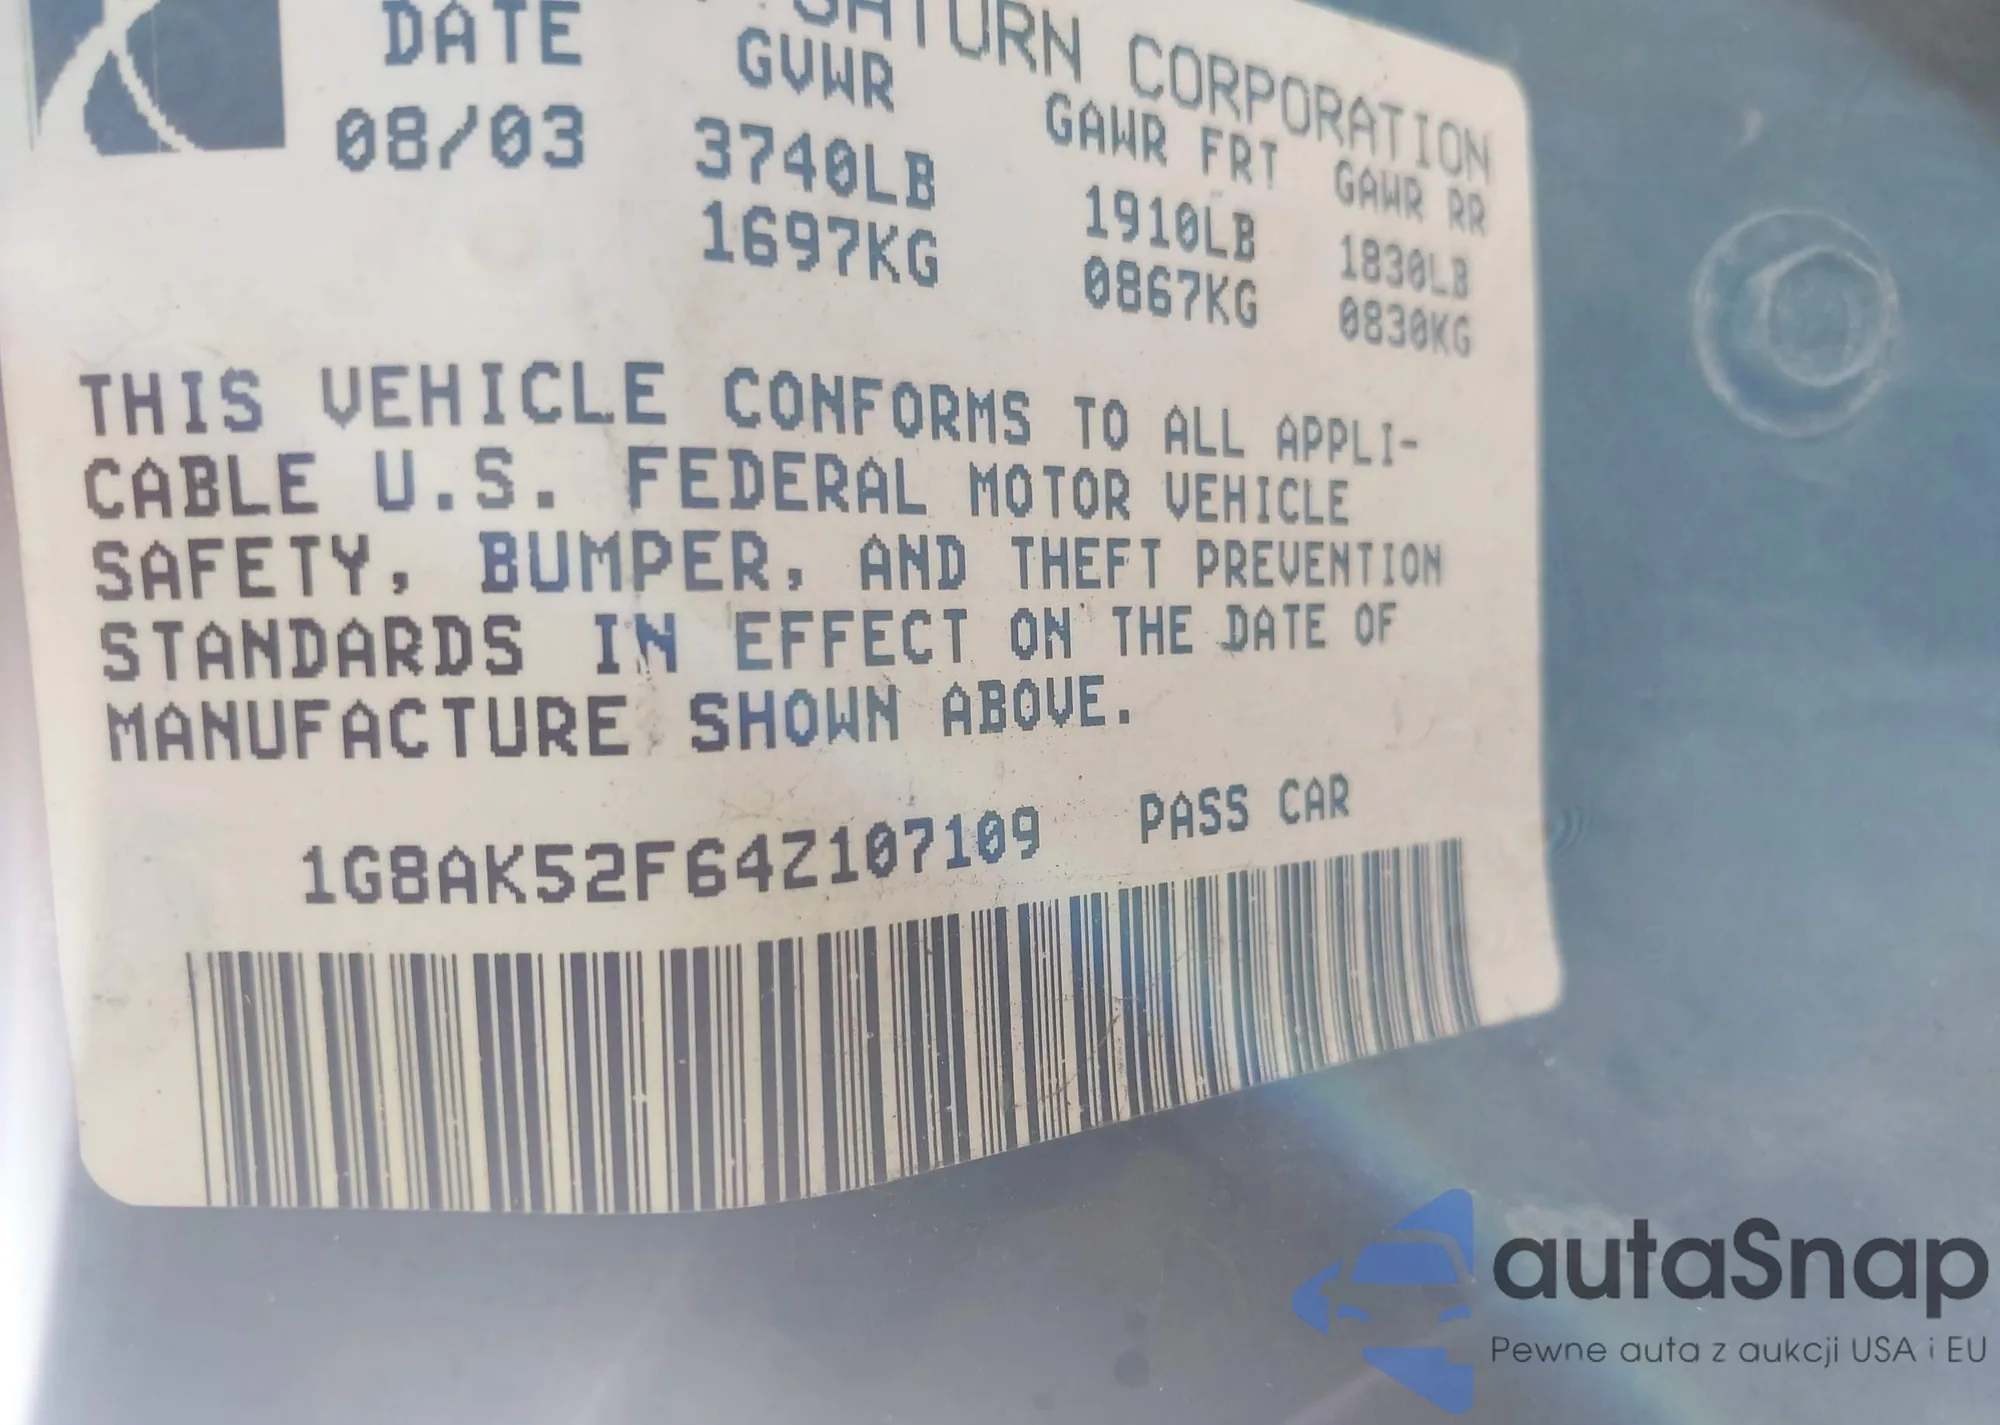 SATURN CORPORATION
DATE GVWR GAWR FRT GAWR RR
08/03 3740LB 1910LB 1830LB
1697KG 0867KG 0830KG
THIS VEHICLE CONFORMS TO ALL APPLI-
CABLE U.S. FEDERAL MOTOR VEHICLE
SAFETY, BUMPER, AND THEFT PREVENTION
STANDARDS IN EFFECT ON THE DATE OF
MANUFACTURE SHOWN ABOVE.
1G8AK52F64Z107109 PASS CAR
autaSnap
Pewne auta z aukcji USA i EU